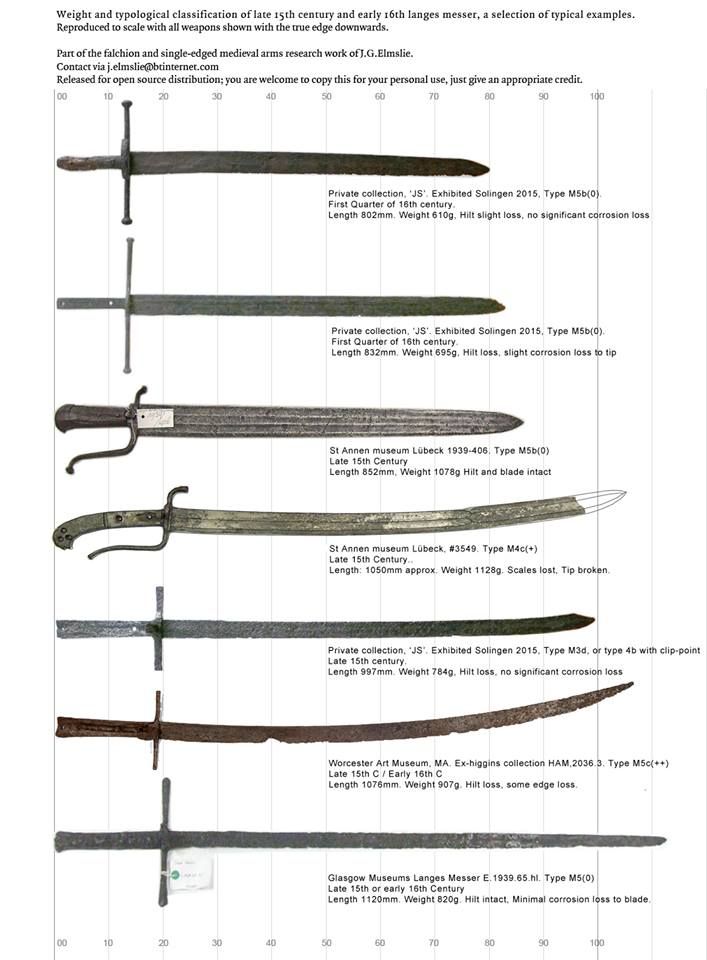 Weight and typological classification of late 15th century and early 16th langes messer, a selection of typical examples.
Reproduced to scale with all weapons shown with the true edge downwards.
Part of the falchion and single-edged medieval arms research work of J.G.Elmslie.
Contact via j.elmslie@btinternet.com
Released for open source distribution; you are welcome to copy this for your personal use, just give an appropriate credit.
00 10 20 30 40 50 60 70 80 90 100
Private collection, 'JS'. Exhibited Solingen 2015, Type M5b(0).
First Quarter of 16th century.
Length 802mm. Weight 610g, Hilt slight loss, no significant corrosion loss
Private collection, 'JS'. Exhibited Solingen 2015, Type M5b(0).
First Quarter of 16th century.
Length 832mm. Weight 695g, Hilt loss, slight corrosion loss to tip
St Annen museum Lübeck 1939-406. Type M5b(0)
Late 15th Century
Length 852mm, Weight 1078g Hilt and blade intact
St Annen museum Lübeck, #3549. Type M4c(+)
Late 15th Century..
Length: 1050mm approx. Weight 1128g. Scales lost, Tip broken.
Private collection, 'JS'. Exhibited Solingen 2015, Type M3d, or type 4b with clip-point
Late 15th century.
Length 997mm. Weight 784g, Hilt loss, no significant corrosion loss
Worcester Art Museum, MA. Ex-higgins collection HAM,2036.3. Type M5c(++)
Late 15th C / Early 16th C
Length 1076mm. Weight 907g. Hilt loss, some edge loss.
Glasgow Museums Langes Messer E.1939.65.hl. Type M5(0)
Late 15th or early 16th Century
Length 1120mm. Weight 820g. Hilt intact, Minimal corrosion loss to blade.
00 10 20 30 40 50 60 70 80 90 100